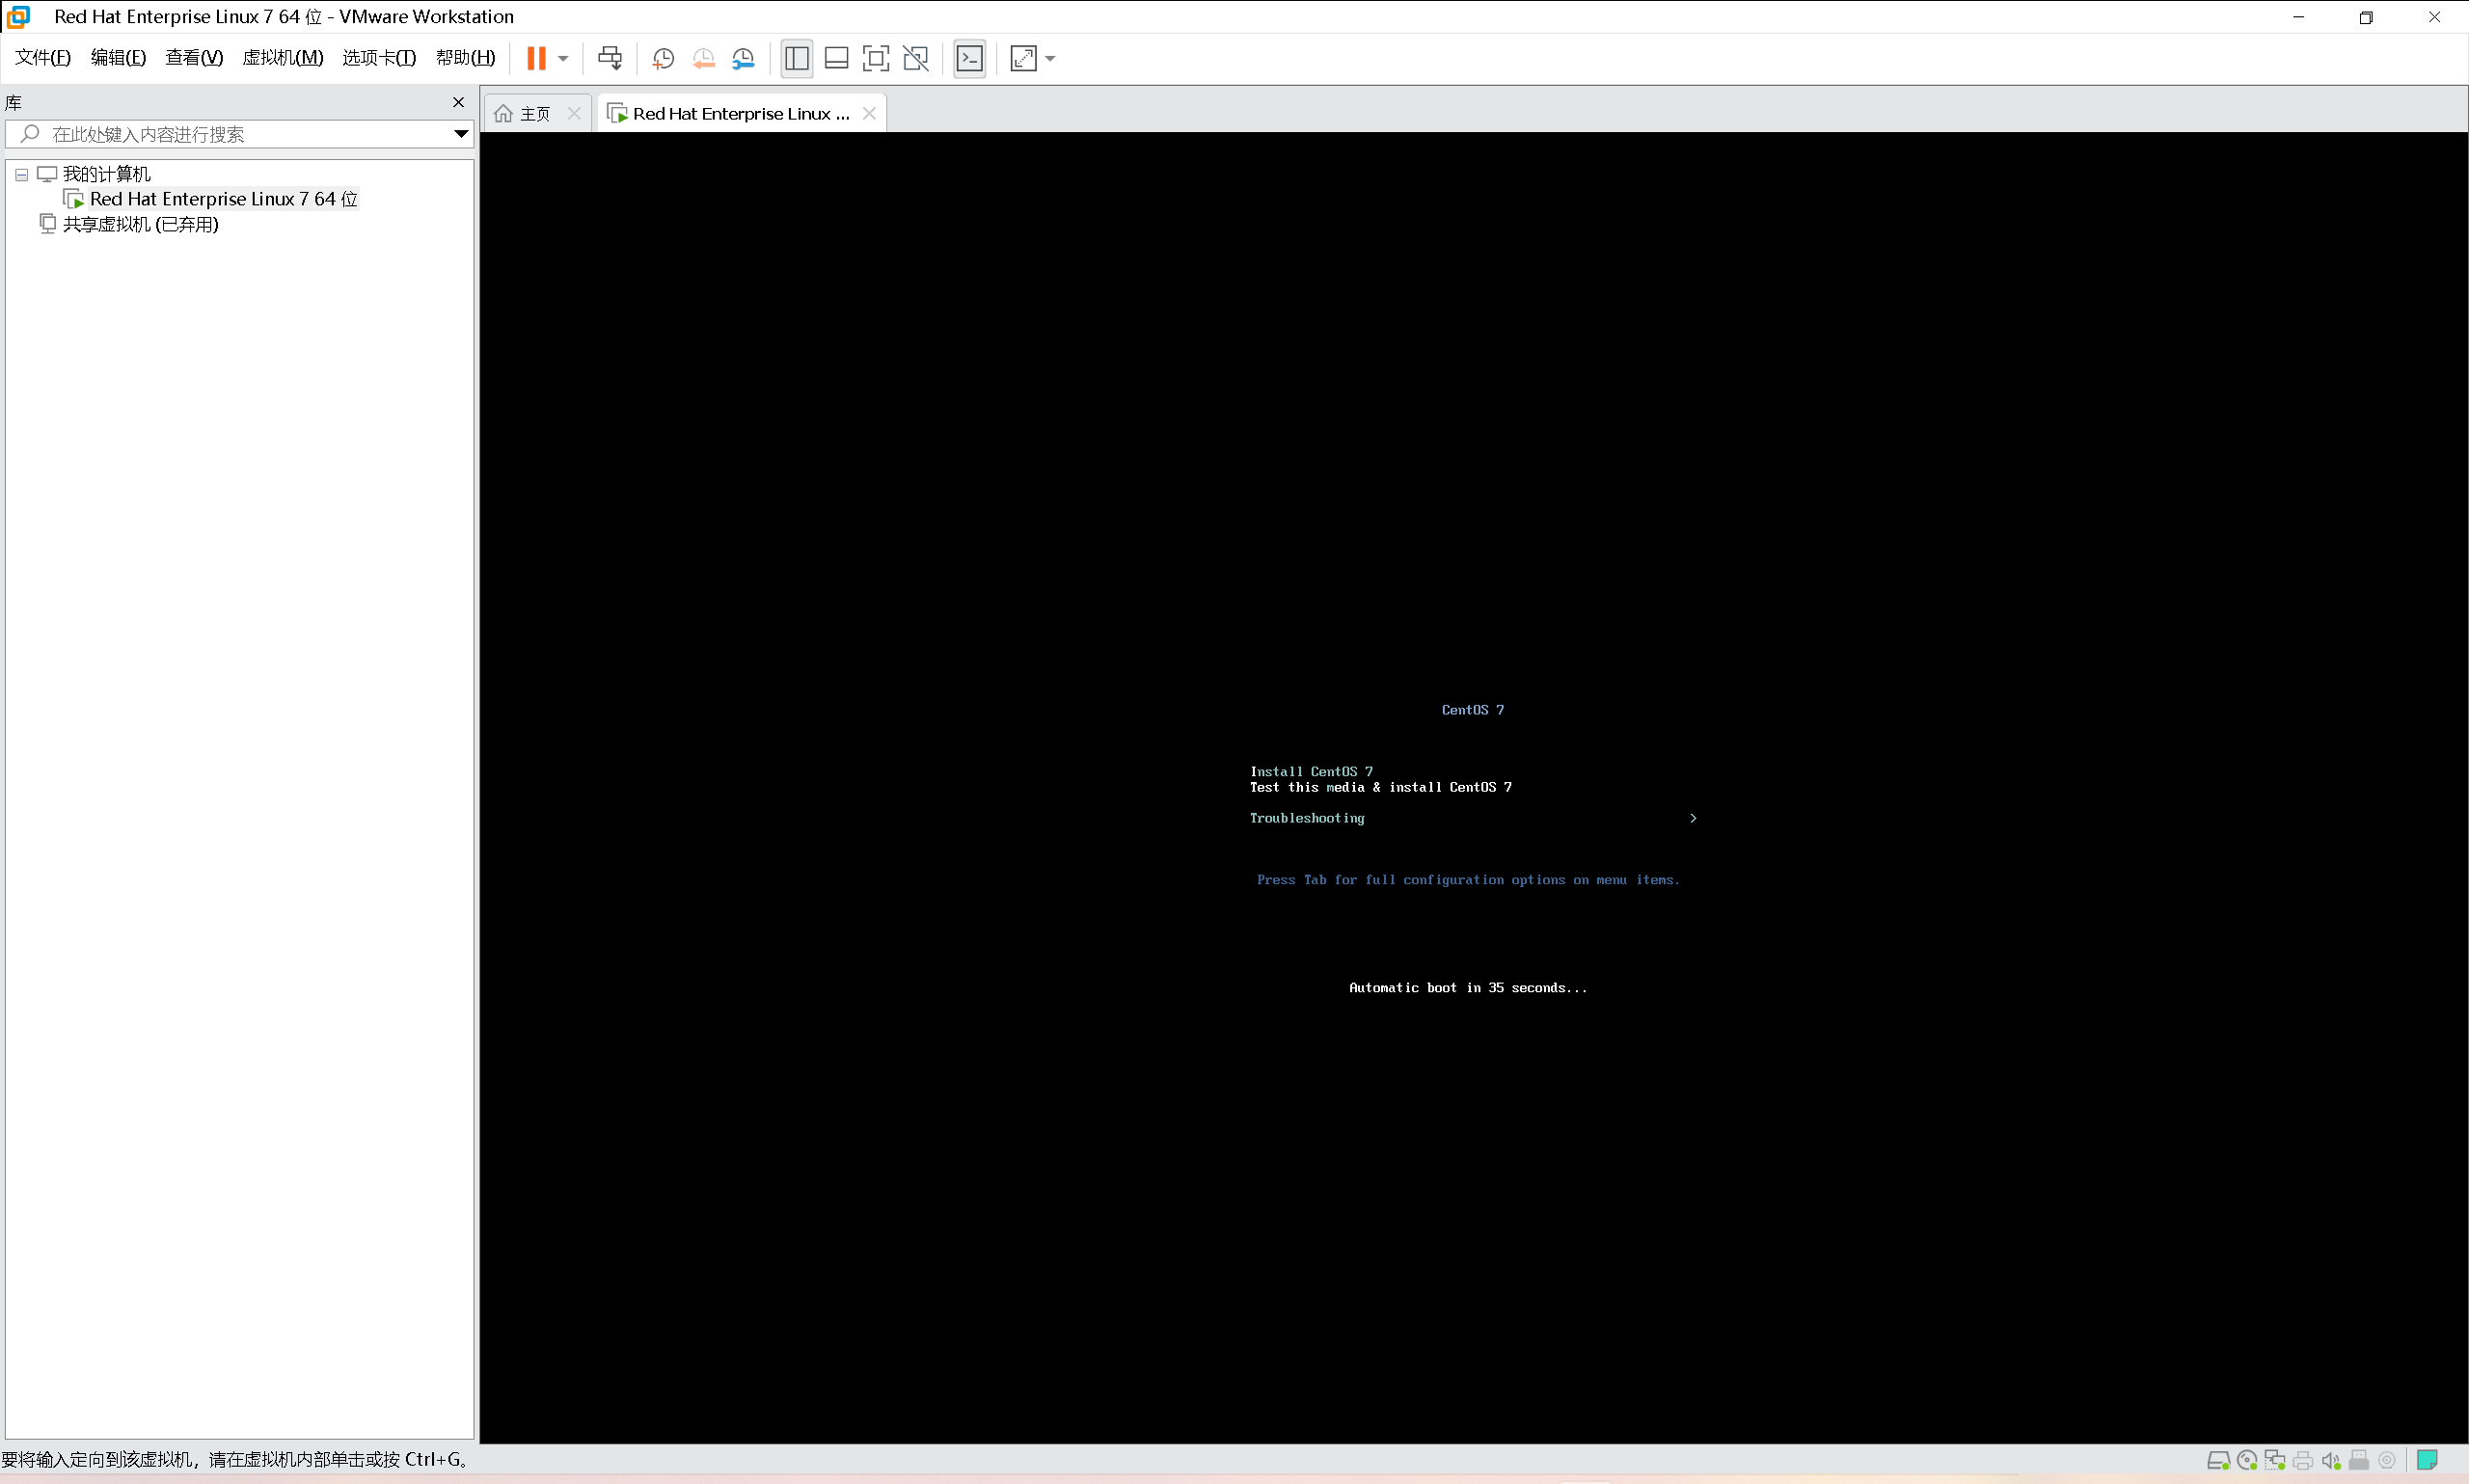 Red Hat Enterprise Linux 7 64 位 - VMware Workstation
文件(F) 编辑(E) 查看(V) 虚拟机(M) 选项卡(T) 帮助(H)
库
主页
Red Hat Enterprise Linux ...
在此处键入内容进行搜索
我的计算机
Red Hat Enterprise Linux 7 64 位
共享虚拟机 (已弃用)
CentOS 7
Install CentOS 7
Test this media & install CentOS 7
Troubleshooting >
Press Tab for full configuration options on menu items.
Automatic boot in 35 seconds...
要将输入定向到该虚拟机，请在虚拟机内部单击或按 Ctrl+G。